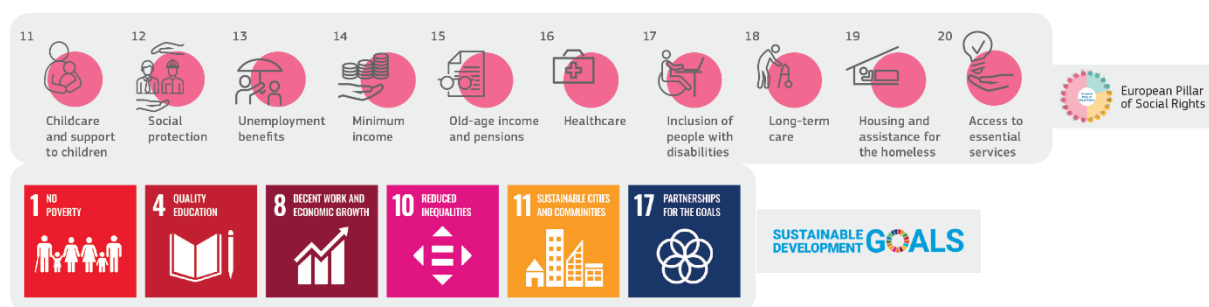 11
Childcare
and support
to children
12
Social
protection
13
Unemployment
benefits
14
Minimum
income
15
Old-age income
and pensions
16
Healthcare
17
Inclusion of
people with
disabilities
18
Long-term
care
19
Housing and
assistance for
the homeless
20
Access to
essential
services
European Pillar
of Social Rights
1 NO
POVERTY
4 QUALITY
EDUCATION
8 DECENT WORK AND
ECONOMIC GROWTH
10 REDUCED
INEQUALITIES
11 SUSTAINABLE CITIES
AND COMMUNITIES
17 PARTNERSHIPS
FOR THE GOALS
SUSTAINABLE
DEVELOPMENT
GOALS